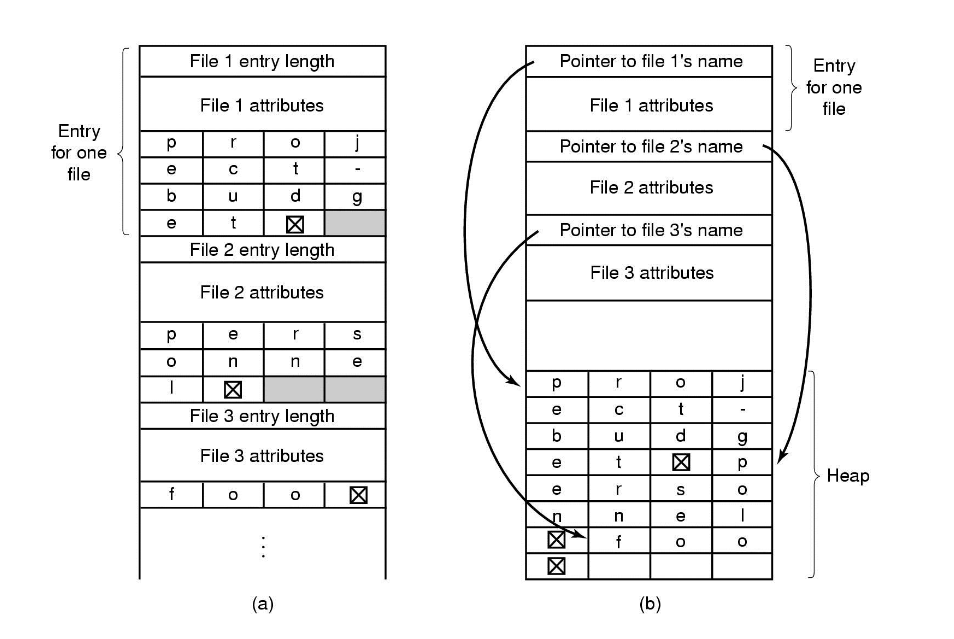 File 1 entry length
File 1 attributes
Entry
for one
file
p r o j
e c t -
b u d g
e t
File 2 entry length
File 2 attributes
p e r s
o n n e
l
File 3 entry length
File 3 attributes
f o o
(a)
Pointer to file 1's name
Entry
for one
file
File 1 attributes
Pointer to file 2's name
File 2 attributes
Pointer to file 3's name
File 3 attributes
p r o j
e c t -
b u d g
e t p
e r s o
n n e l
f o o
Heap
(b)